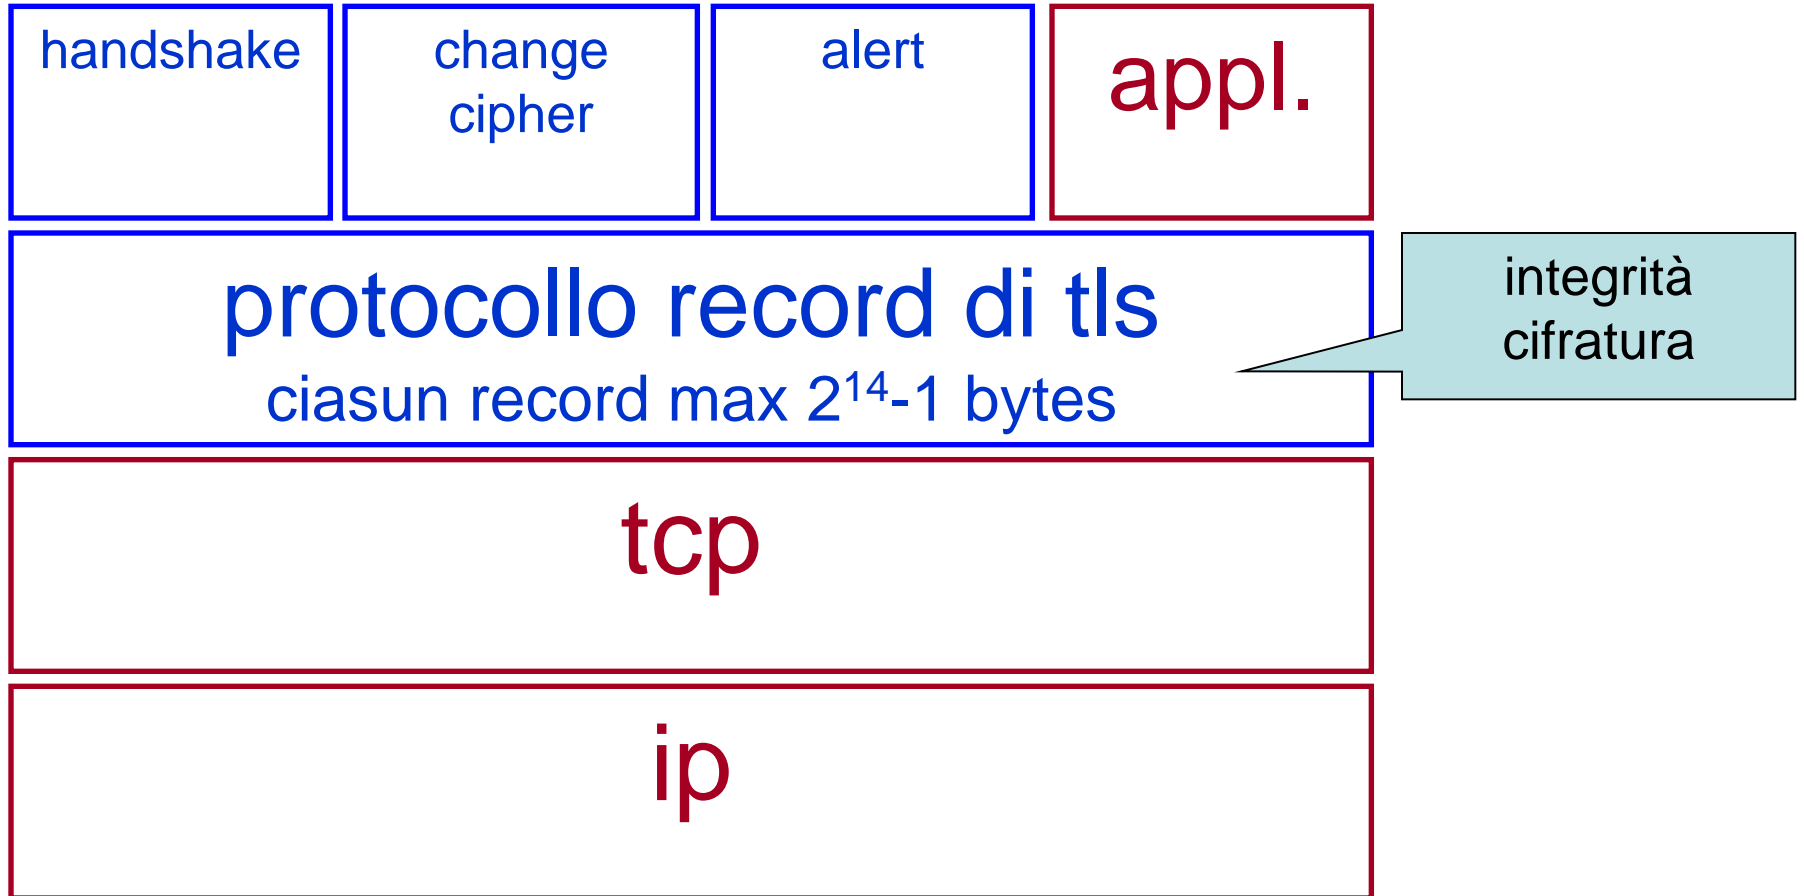 handshake
change
cipher
alert
appl.
protocollo record di tls
ciasun record max 2¹⁴-1 bytes
integrità
cifratura
tcp
ip